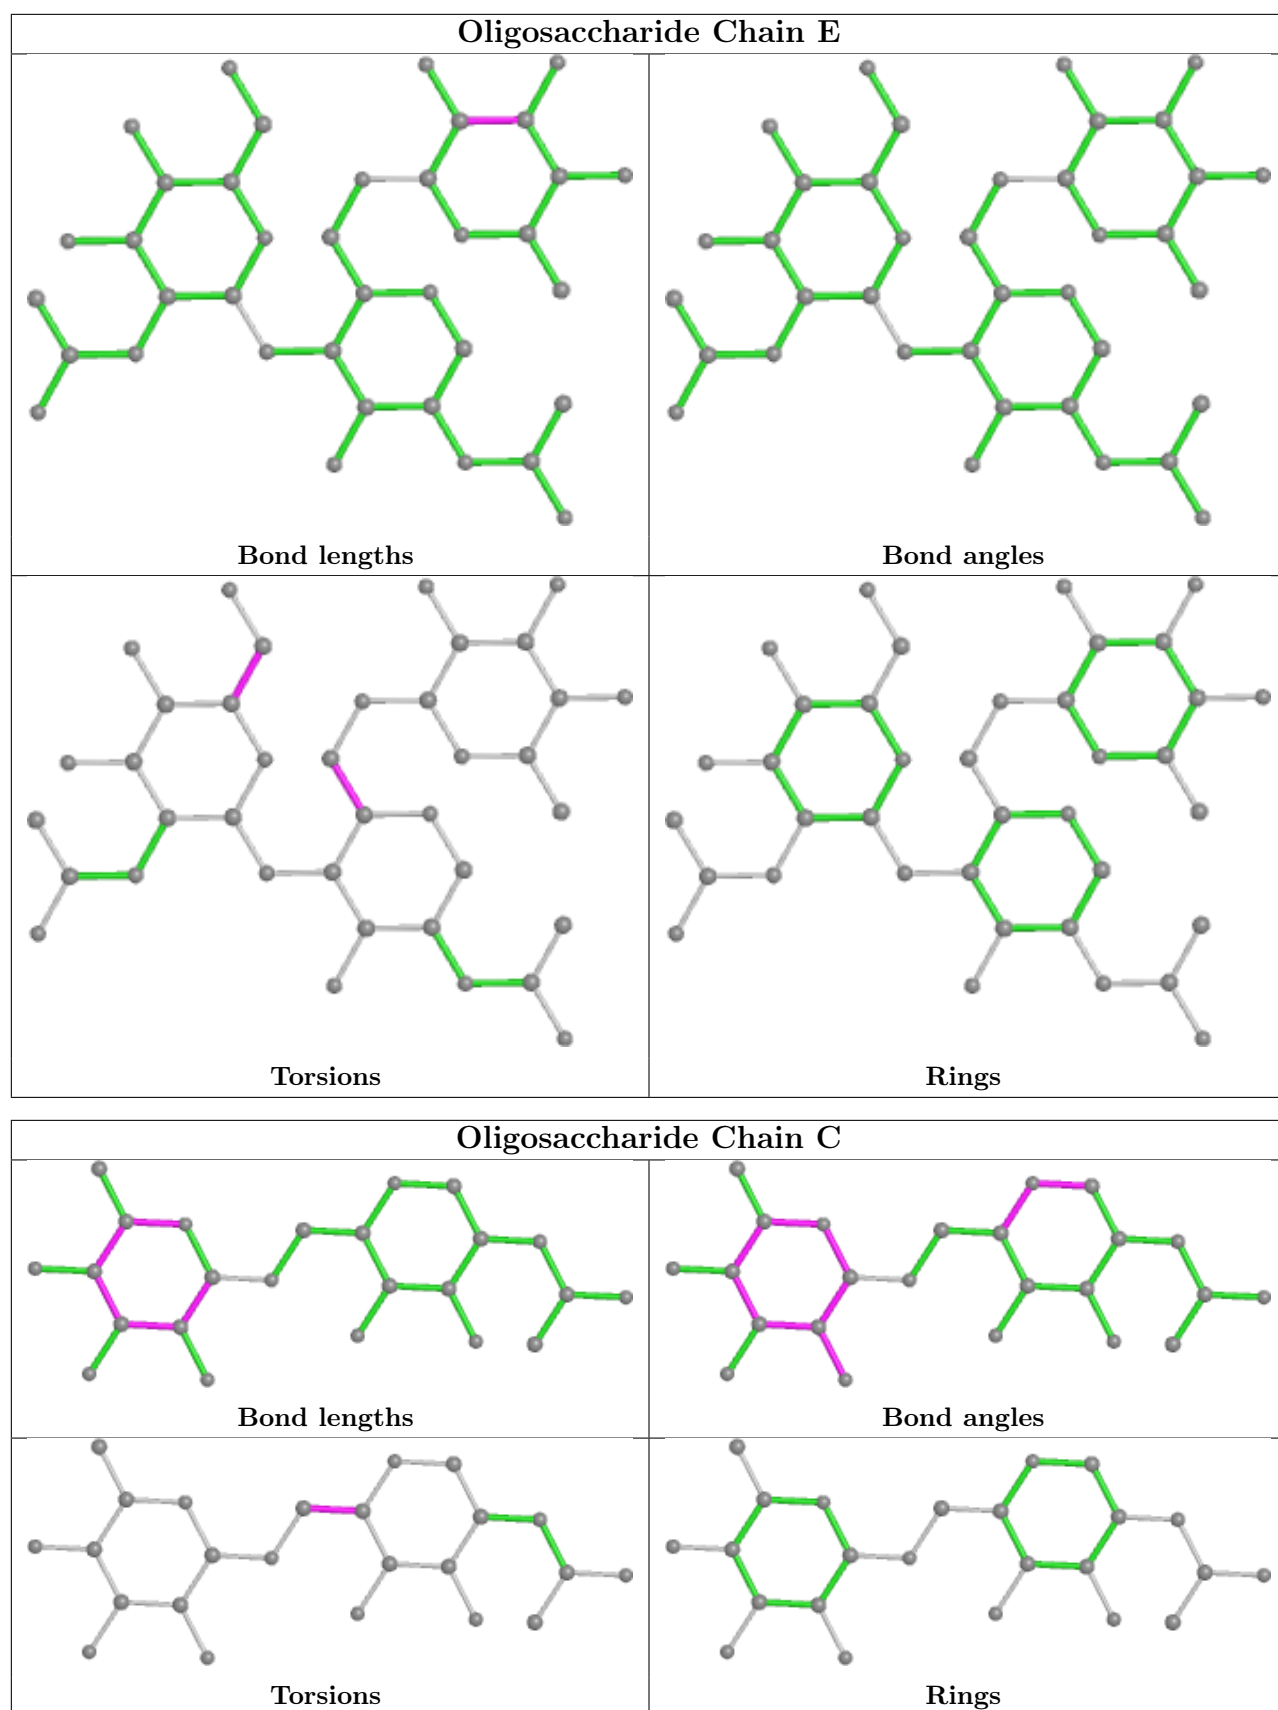 Oligosaccharide Chain E
Bond lengths
Bond angles
Torsions
Rings
Oligosaccharide Chain C
Bond lengths
Bond angles
Torsions
Rings